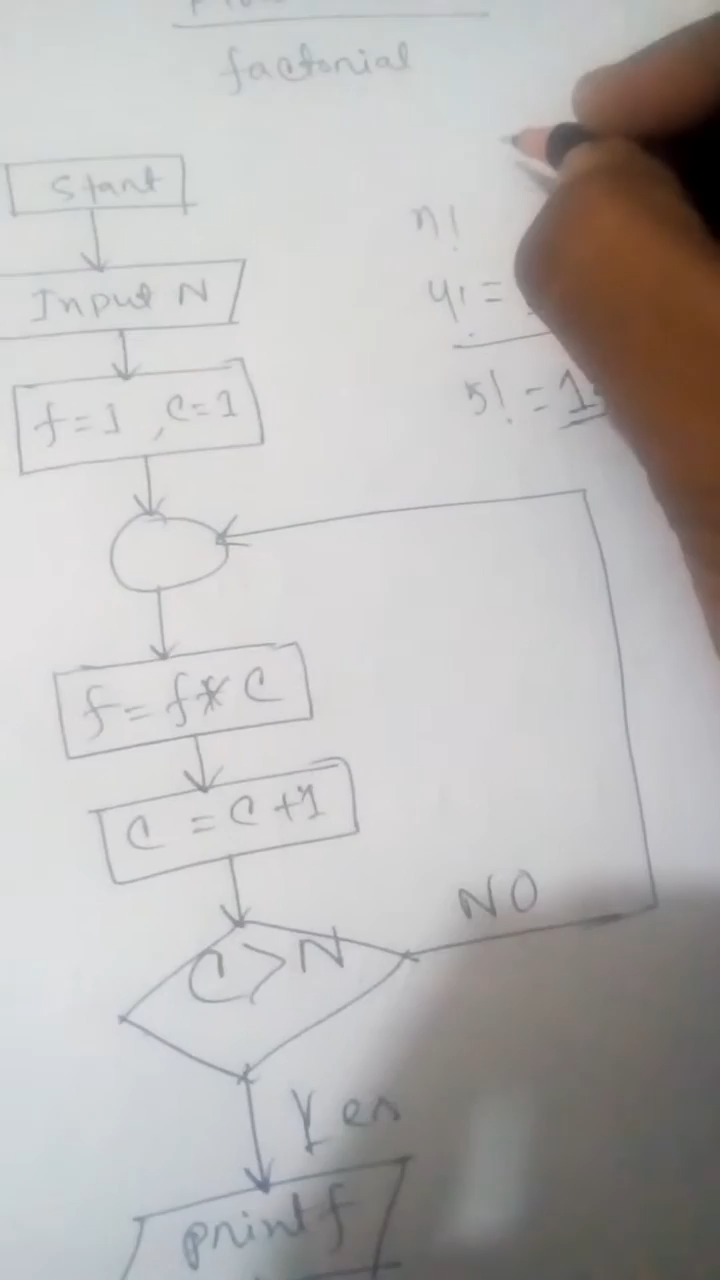 factorial
Start
n!
Input N
4! =
f=1 , C=1
5! = 1
f = f * C
C = C +1
NO
C > N
Yes
print f